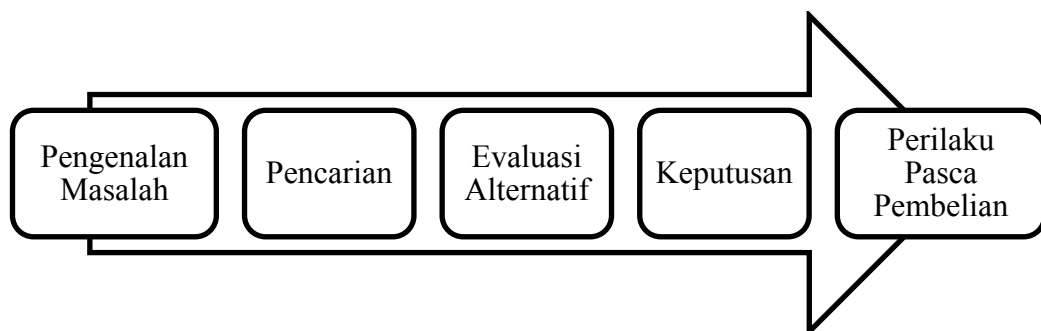 Pengenalan
Masalah
Pencarian
Evaluasi
Alternatif
Keputusan
Perilaku
Pasca
Pembelian